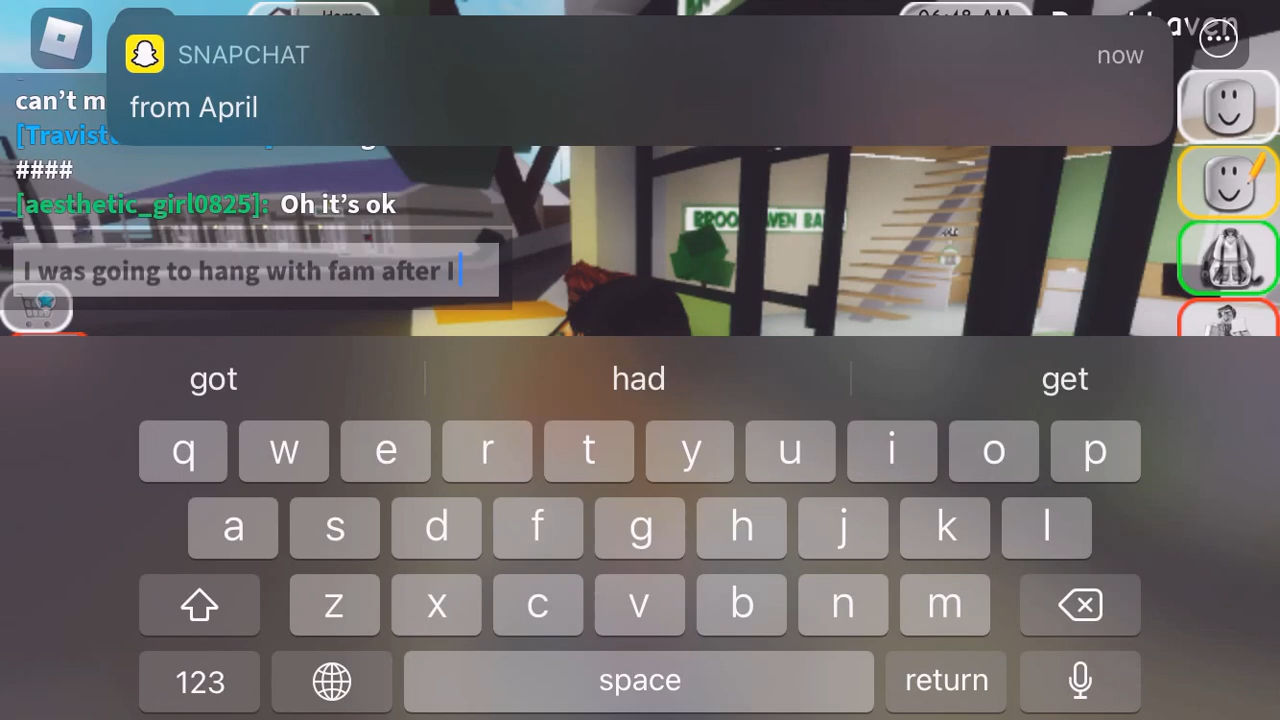 SNAPCHAT
now
from April
can’t m
[Travist
####
[aesthetic_girl0825]: Oh it’s ok
I was going to hang with fam after I
got had get
q w e r t y u i o p
a s d f g h j k l
z x c v b n m
123 space return